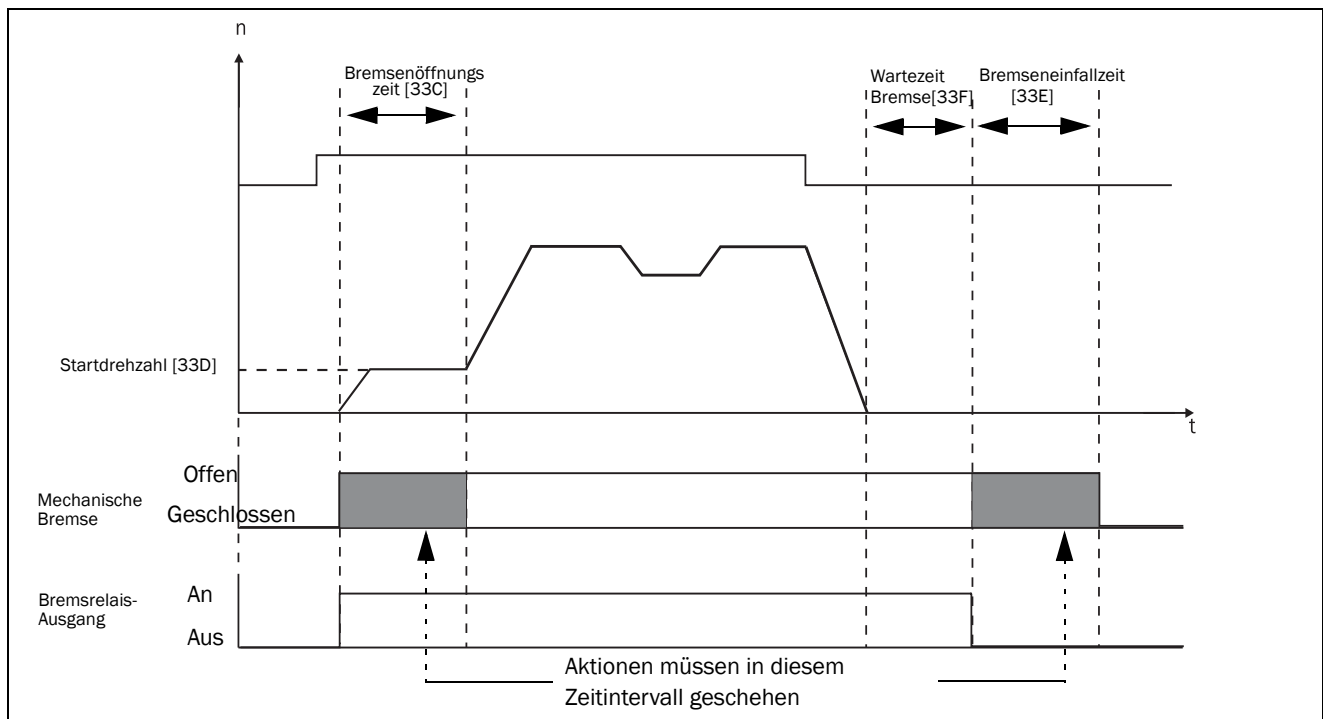 n
Bremsenöffnungs
zeit [33C]
Wartezeit
Bremse[33F]
Bremseneinfallzeit
[33E]
Startdrehzahl [33D]
t
Mechanische
Bremse
Offen
Geschlossen
Bremsrelais-
Ausgang
An
Aus
Aktionen müssen in diesem
Zeitintervall geschehen